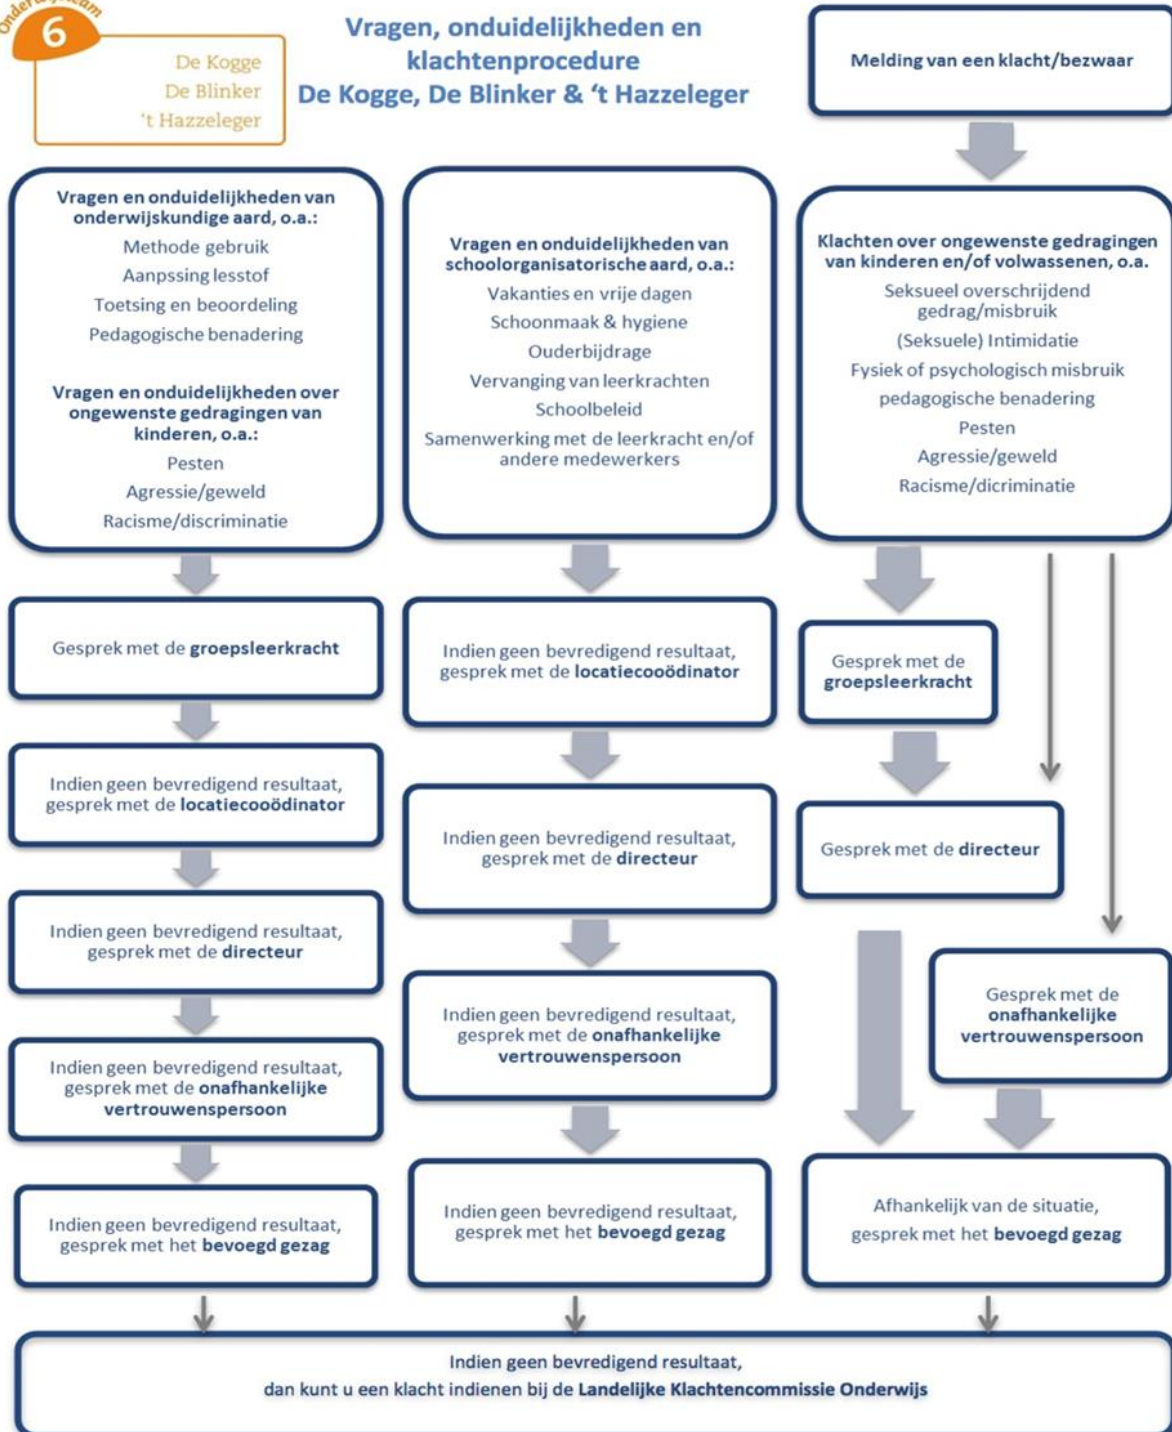 Onderwijsteam
6
De Kogge
De Blinker
't Hazzeleger
Vragen, onduidelijkheden en
klachtenprocedure
De Kogge, De Blinker & ‘t Hazzeleger
Melding van een klacht/bezwaar
Vragen en onduidelijkheden van
onderwijskundige aard, o.a.:
Methode gebruik
Aanpssing lesstof
Toetsing en beoordeling
Pedagogische benadering
Vragen en onduidelijkheden over
ongewenste gedragingen van
kinderen, o.a.:
Pesten
Agressie/geweld
Racisme/discriminatie
Gesprek met de groepsleerkracht
Indien geen bevredigend resultaat,
gesprek met de locatiecooödinator
Indien geen bevredigend resultaat,
gesprek met de directeur
Indien geen bevredigend resultaat,
gesprek met de onafhankelijke
vertrouwenspersoon
Indien geen bevredigend resultaat,
gesprek met het bevoegd gezag
Vragen en onduidelijkheden van
schoolorganisatorische aard, o.a.:
Vakanties en vrije dagen
Schoonmaak & hygiene
Ouderbijdrage
Vervanging van leerkrachten
Schoolbeleid
Samenwerking met de leerkracht en/of
andere medewerkers
Indien geen bevredigend resultaat,
gesprek met de locatiecooödinator
Indien geen bevredigend resultaat,
gesprek met de directeur
Indien geen bevredigend resultaat,
gesprek met de onafhankelijke
vertrouwenspersoon
Indien geen bevredigend resultaat,
gesprek met het bevoegd gezag
Klachten over ongewenste gedragingen
van kinderen en/of volwassenen, o.a.
Seksueel overschrijdend
gedrag/misbruik
(Seksuele) Intimidatie
Fysiek of psychologisch misbruik
pedagogische benadering
Pesten
Agressie/geweld
Racisme/dicriminatie
Gesprek met de
groepsleerkracht
Gesprek met de directeur
Gesprek met de
onafhankelijke
vertrouwenspersoon
Afhankelijk van de situatie,
gesprek met het bevoegd gezag
Indien geen bevredigend resultaat,
dan kunt u een klacht indienen bij de Landelijke Klachtencommissie Onderwijs